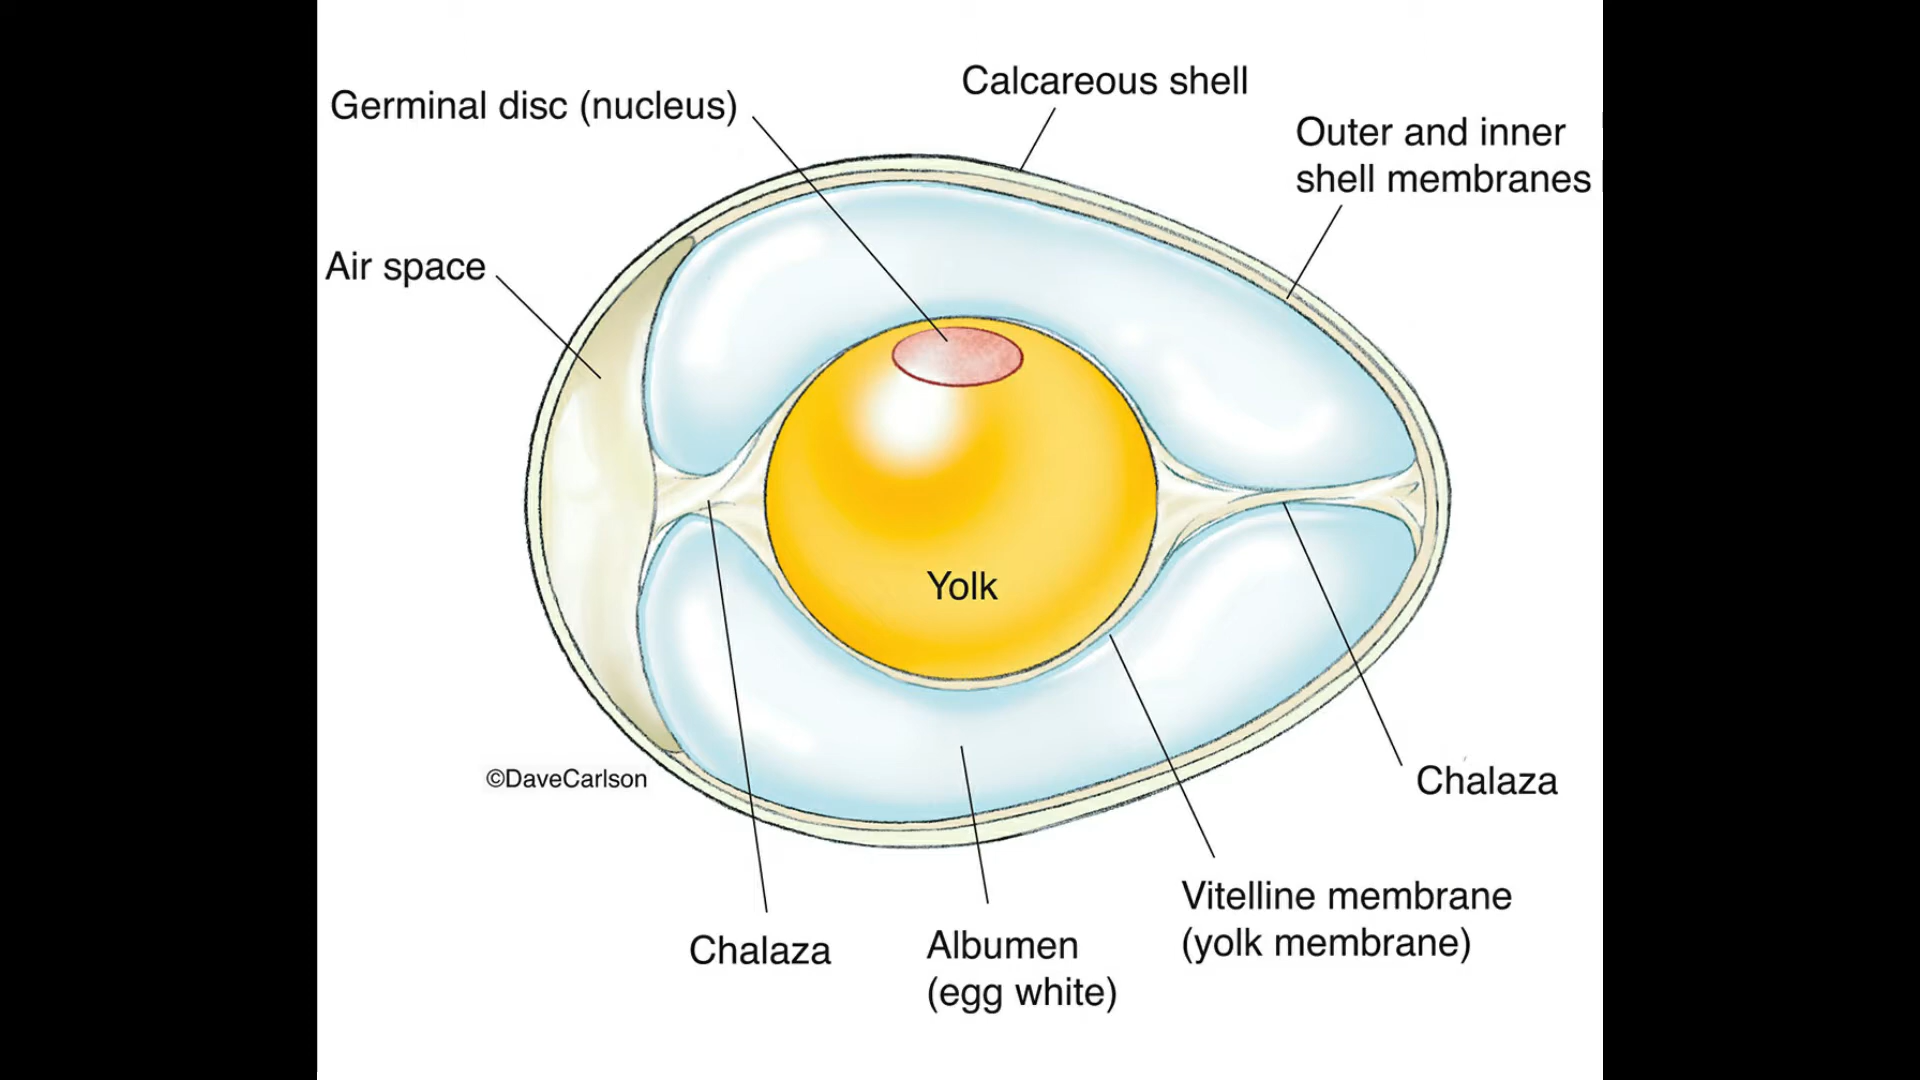 Calcareous shell
Germinal disc (nucleus)
Outer and inner
shell membranes
Air space
Yolk
©DaveCarlson
Chalaza
Vitelline membrane
(yolk membrane)
Chalaza
Albumen
(egg white)